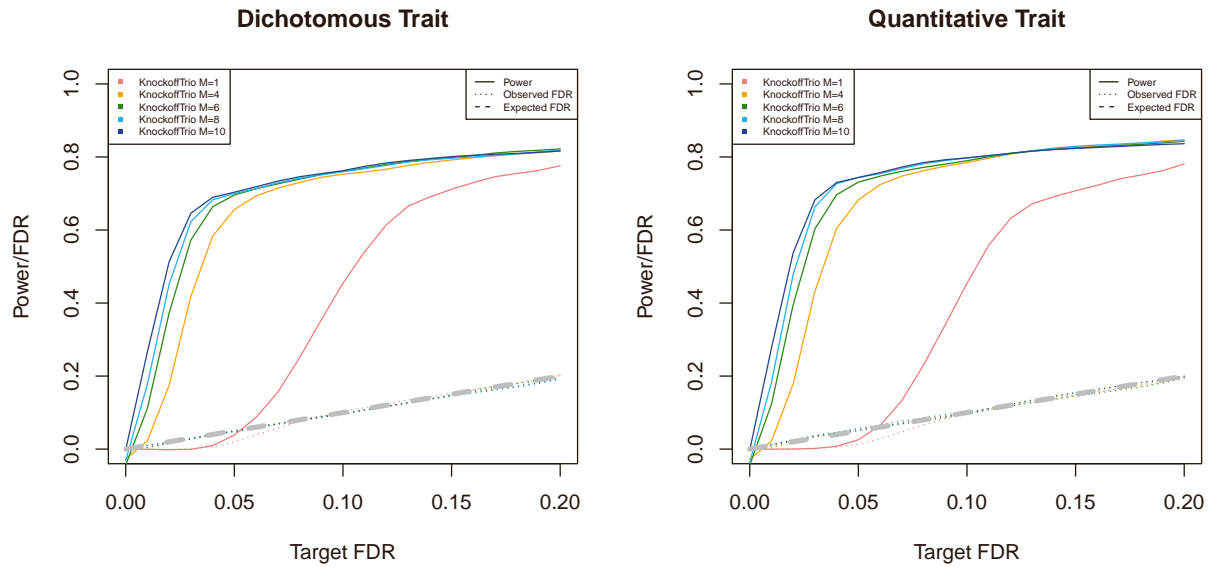 Dichotomous Trait
KnockoffTrio M=1
KnockoffTrio M=4
KnockoffTrio M=6
KnockoffTrio M=8
KnockoffTrio M=10
Power
Observed FDR
Expected FDR
Power/FDR
1.0
0.8
0.6
0.4
0.2
0.0
0.00 0.05 0.10 0.15 0.20
Target FDR
Quantitative Trait
KnockoffTrio M=1
KnockoffTrio M=4
KnockoffTrio M=6
KnockoffTrio M=8
KnockoffTrio M=10
Power
Observed FDR
Expected FDR
Power/FDR
1.0
0.8
0.6
0.4
0.2
0.0
0.00 0.05 0.10 0.15 0.20
Target FDR